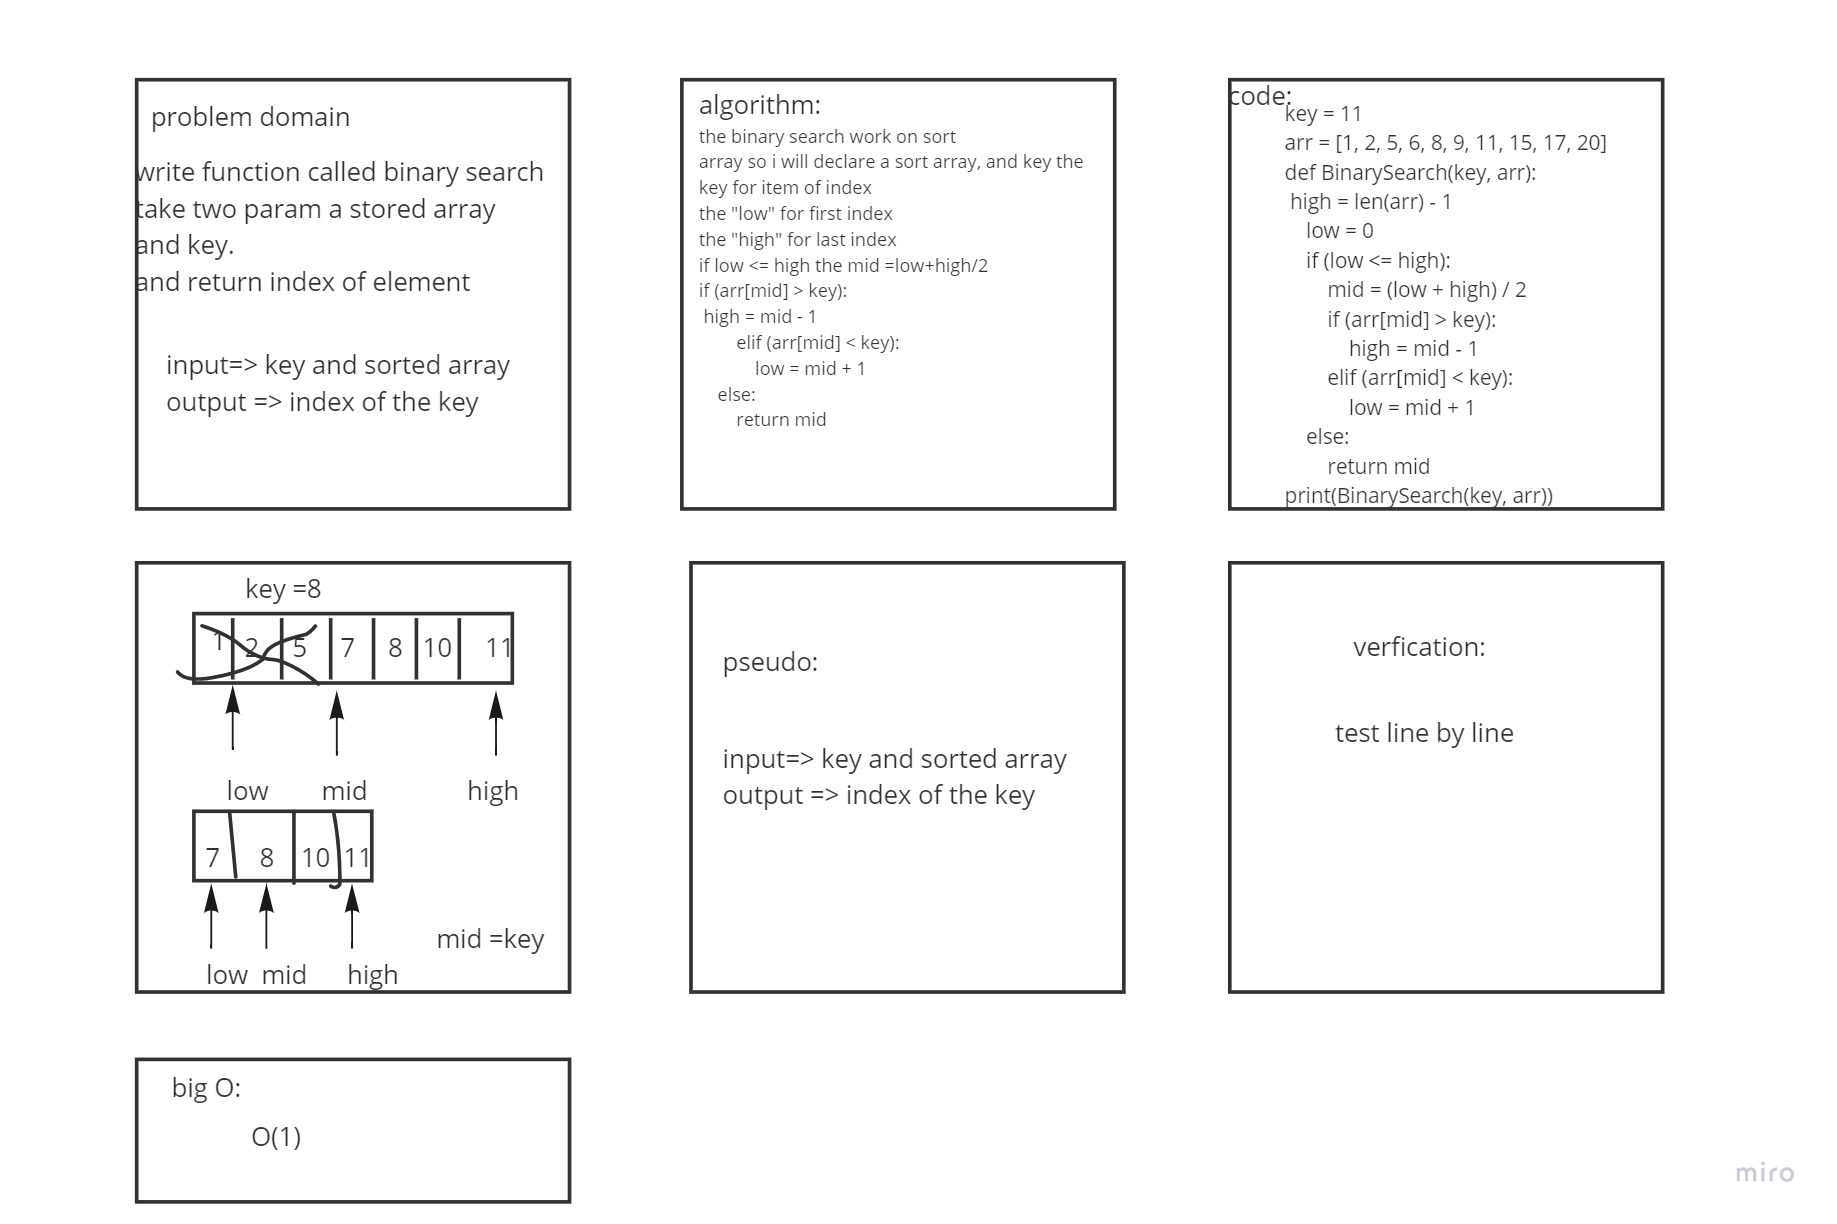 problem domain
write function called binary search
take two param a stored array
and key.
and return index of element
input=> key and sorted array
output => index of the key
algorithm:
the binary search work on sort
array so i will declare a sort array, and key the
key for item of index
the "low" for first index
the "high" for last index
if low <= high the mid =low+high/2
if (arr[mid] > key):
high = mid - 1
elif (arr[mid] < key):
low = mid + 1
else:
return mid
code:
key = 11
arr = [1, 2, 5, 6, 8, 9, 11, 15, 17, 20]
def BinarySearch(key, arr):
high = len(arr) - 1
low = 0
if (low <= high):
mid = (low + high) / 2
if (arr[mid] > key):
high = mid - 1
elif (arr[mid] < key):
low = mid + 1
else:
return mid
print(BinarySearch(key, arr))
key =8
1 2 5 7 8 10 11
low mid high
7 8 10 11
mid =key
low mid high
pseudo:
input=> key and sorted array
output => index of the key
verfication:
test line by line
big O:
O(1)
miro